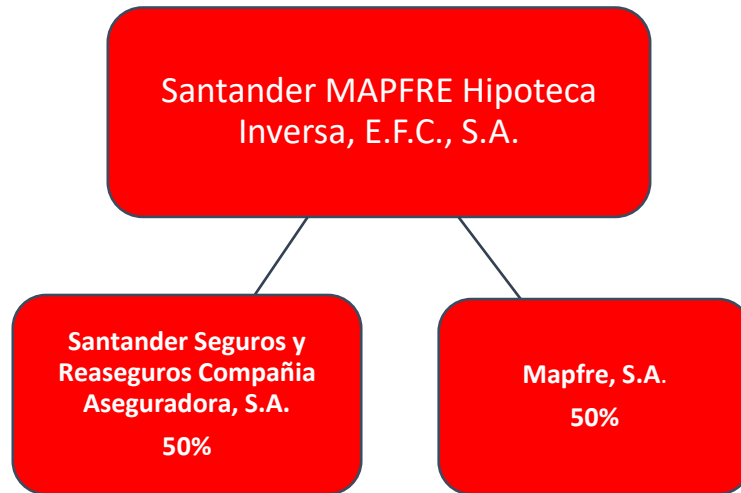 Santander MAPFRE Hipoteca
Inversa, E.F.C., S.A.
Santander Seguros y
Reaseguros Compañia
Aseguradora, S.A.
50%
Mapfre, S.A.
50%